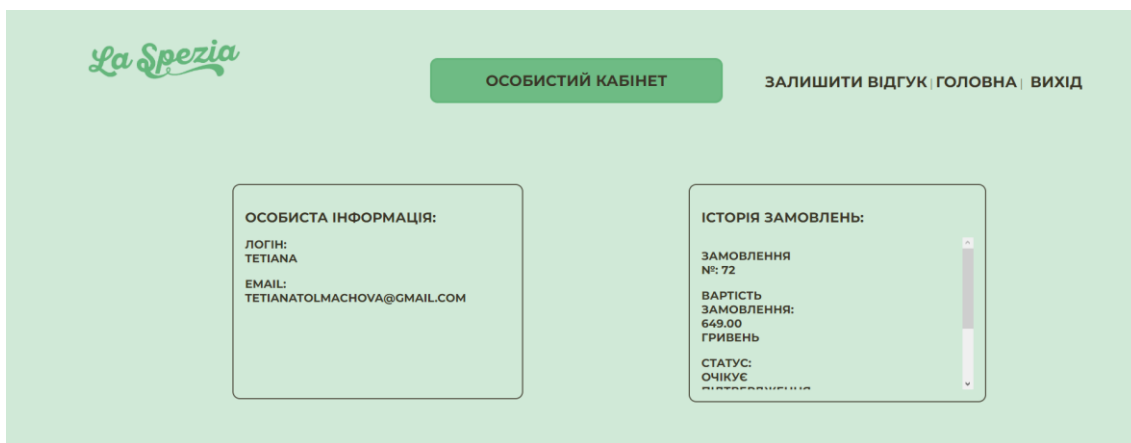 La Spezia
ОСОБИСТИЙ КАБІНЕТ
ЗАЛИШИТИ ВІДГУК | ГОЛОВНА | ВИХІД
ОСОБИСТА ІНФОРМАЦІЯ:
ЛОГІН:
TETIANA
EMAIL:
TETIANATOLMACHOVA@GMAIL.COM
ІСТОРІЯ ЗАМОВЛЕНЬ:
ЗАМОВЛЕННЯ
№: 72
ВАРТІСТЬ
ЗАМОВЛЕННЯ:
649.00
ГРИВЕНЬ
СТАТУС:
ОЧІКУЄ
ПІДТВЕРДЖЕННЯ